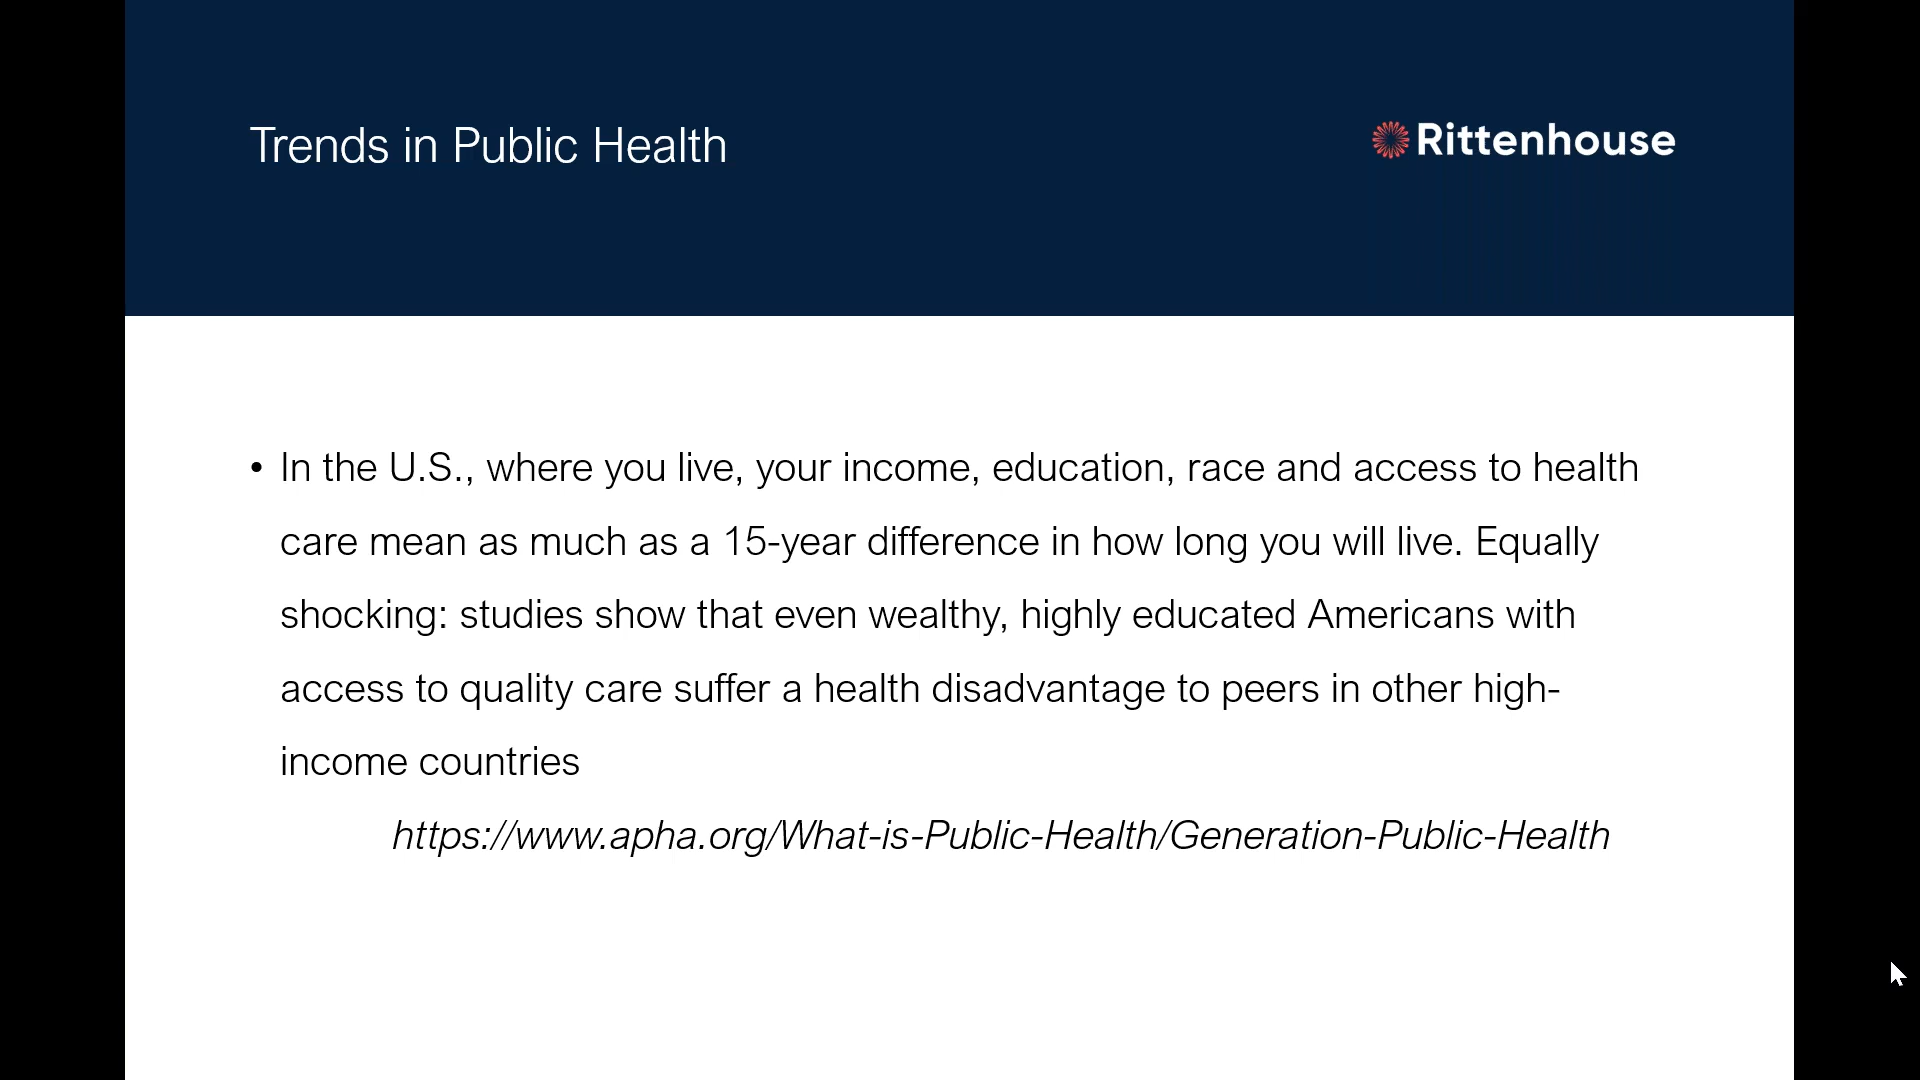 Trends in Public Health
Rittenhouse
• In the U.S., where you live, your income, education, race and access to health
care mean as much as a 15-year difference in how long you will live. Equally
shocking: studies show that even wealthy, highly educated Americans with
access to quality care suffer a health disadvantage to peers in other high-
income countries
https://www.apha.org/What-is-Public-Health/Generation-Public-Health